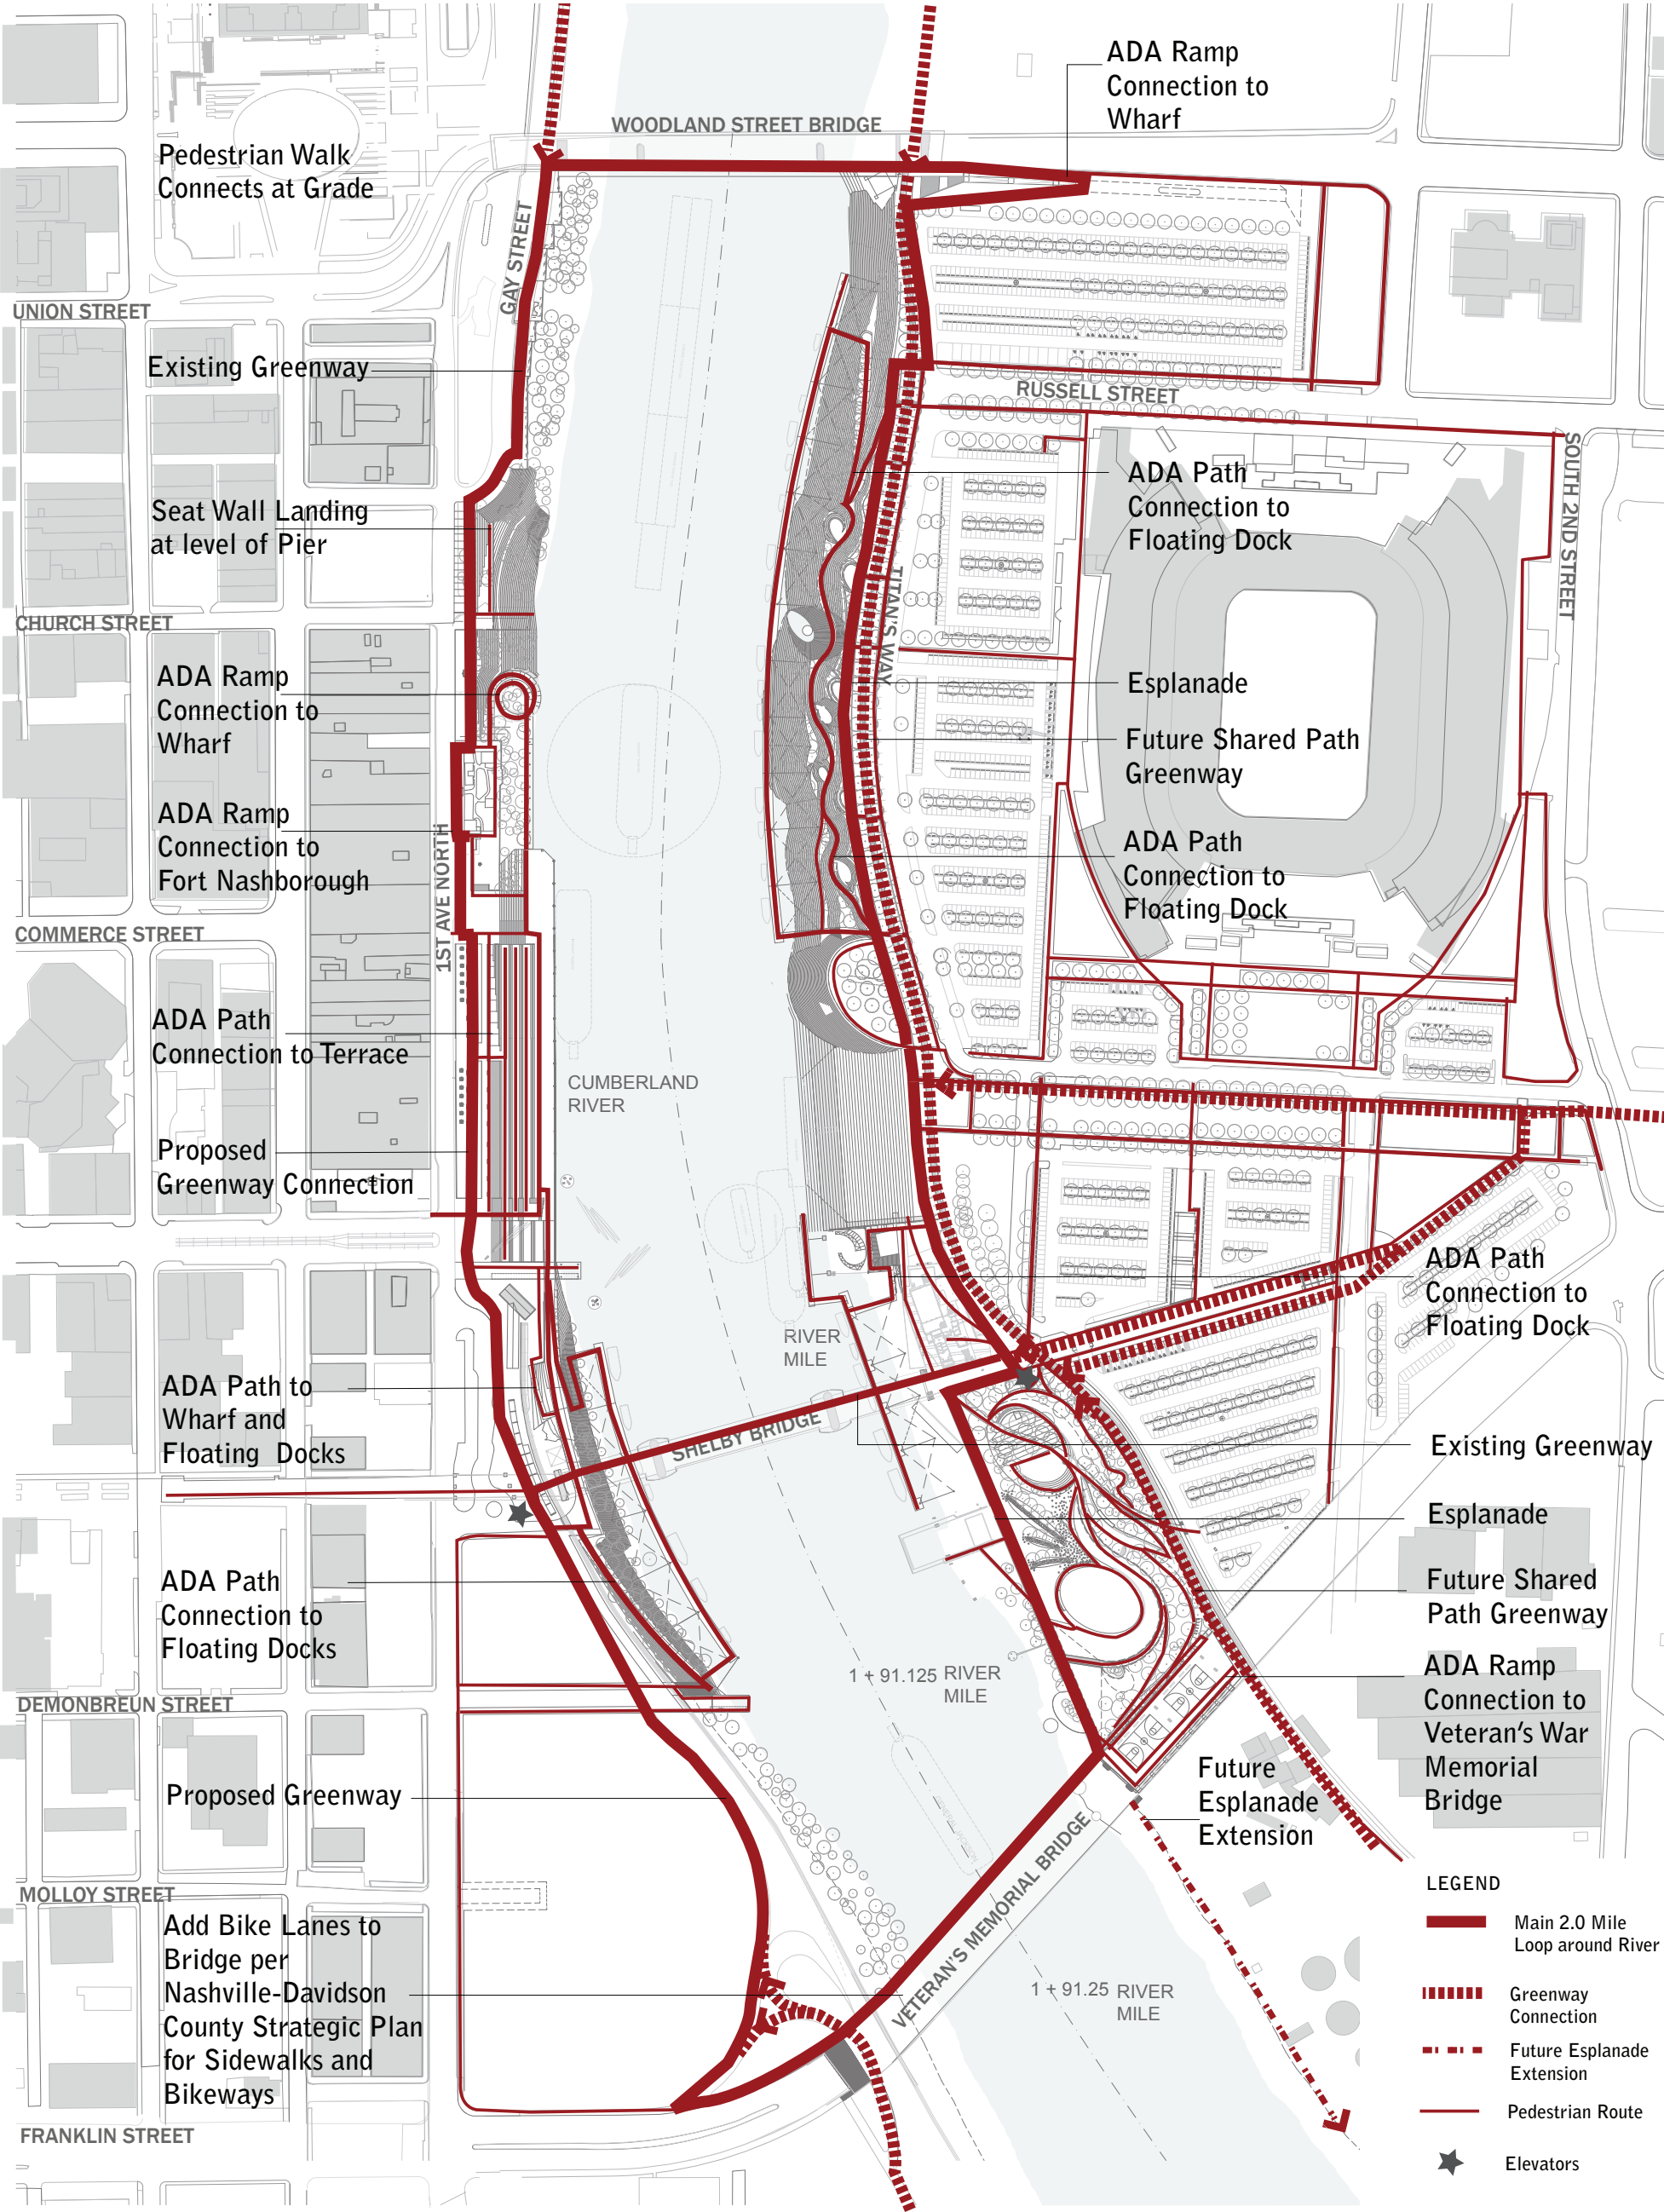 ADA Ramp
Connection to
Wharf
WOODLAND STREET BRIDGE
Pedestrian Walk
Connects at Grade
GAY STREET
UNION STREET
Existing Greenway
RUSSELL STREET
SOUTH 2ND STREET
ADA Path
Connection to
Floating Dock
Seat Wall Landing
at level of Pier
TITAN'S WAY
CHURCH STREET
ADA Ramp
Connection to
Wharf
Esplanade
Future Shared Path
Greenway
ADA Ramp
Connection to
Fort Nashborough
1ST AVE NORTH
ADA Path
Connection to
Floating Dock
COMMERCE STREET
ADA Path
Connection to Terrace
CUMBERLAND
RIVER
Proposed
Greenway Connection
ADA Path
Connection to
Floating Dock
RIVER
MILE
ADA Path to
Wharf and
Floating Docks
SHELBY BRIDGE
Existing Greenway
Esplanade
ADA Path
Connection to
Floating Docks
Future Shared
Path Greenway
1 + 91.125 RIVER
MILE
ADA Ramp
Connection to
Veteran's War
Memorial
Bridge
DEMONBREUN STREET
Proposed Greenway
Future
Esplanade
Extension
VETERAN'S MEMORIAL BRIDGE
MOLLOY STREET
Add Bike Lanes to
Bridge per
Nashville-Davidson
County Strategic Plan
for Sidewalks and
Bikeways
1 + 91.25 RIVER
MILE
FRANKLIN STREET
LEGEND
Main 2.0 Mile
Loop around River
Greenway
Connection
Future Esplanade
Extension
Pedestrian Route
Elevators